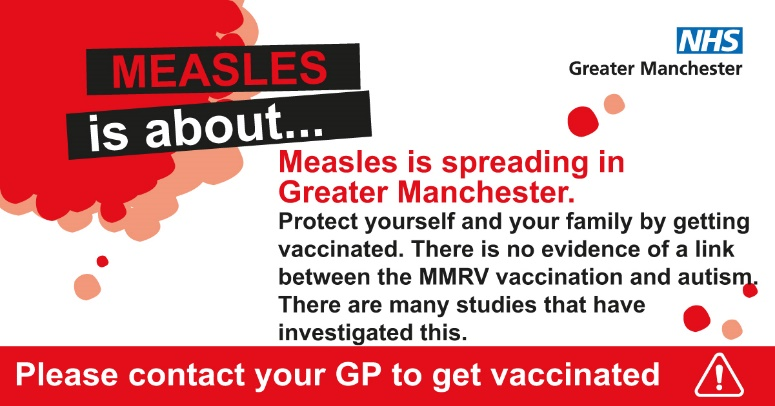 MEASLES
is about...
NHS
Greater Manchester
Measles is spreading in
Greater Manchester.
Protect yourself and your family by getting
vaccinated. There is no evidence of a link
between the MMRV vaccination and autism.
There are many studies that have
investigated this.
Please contact your GP to get vaccinated